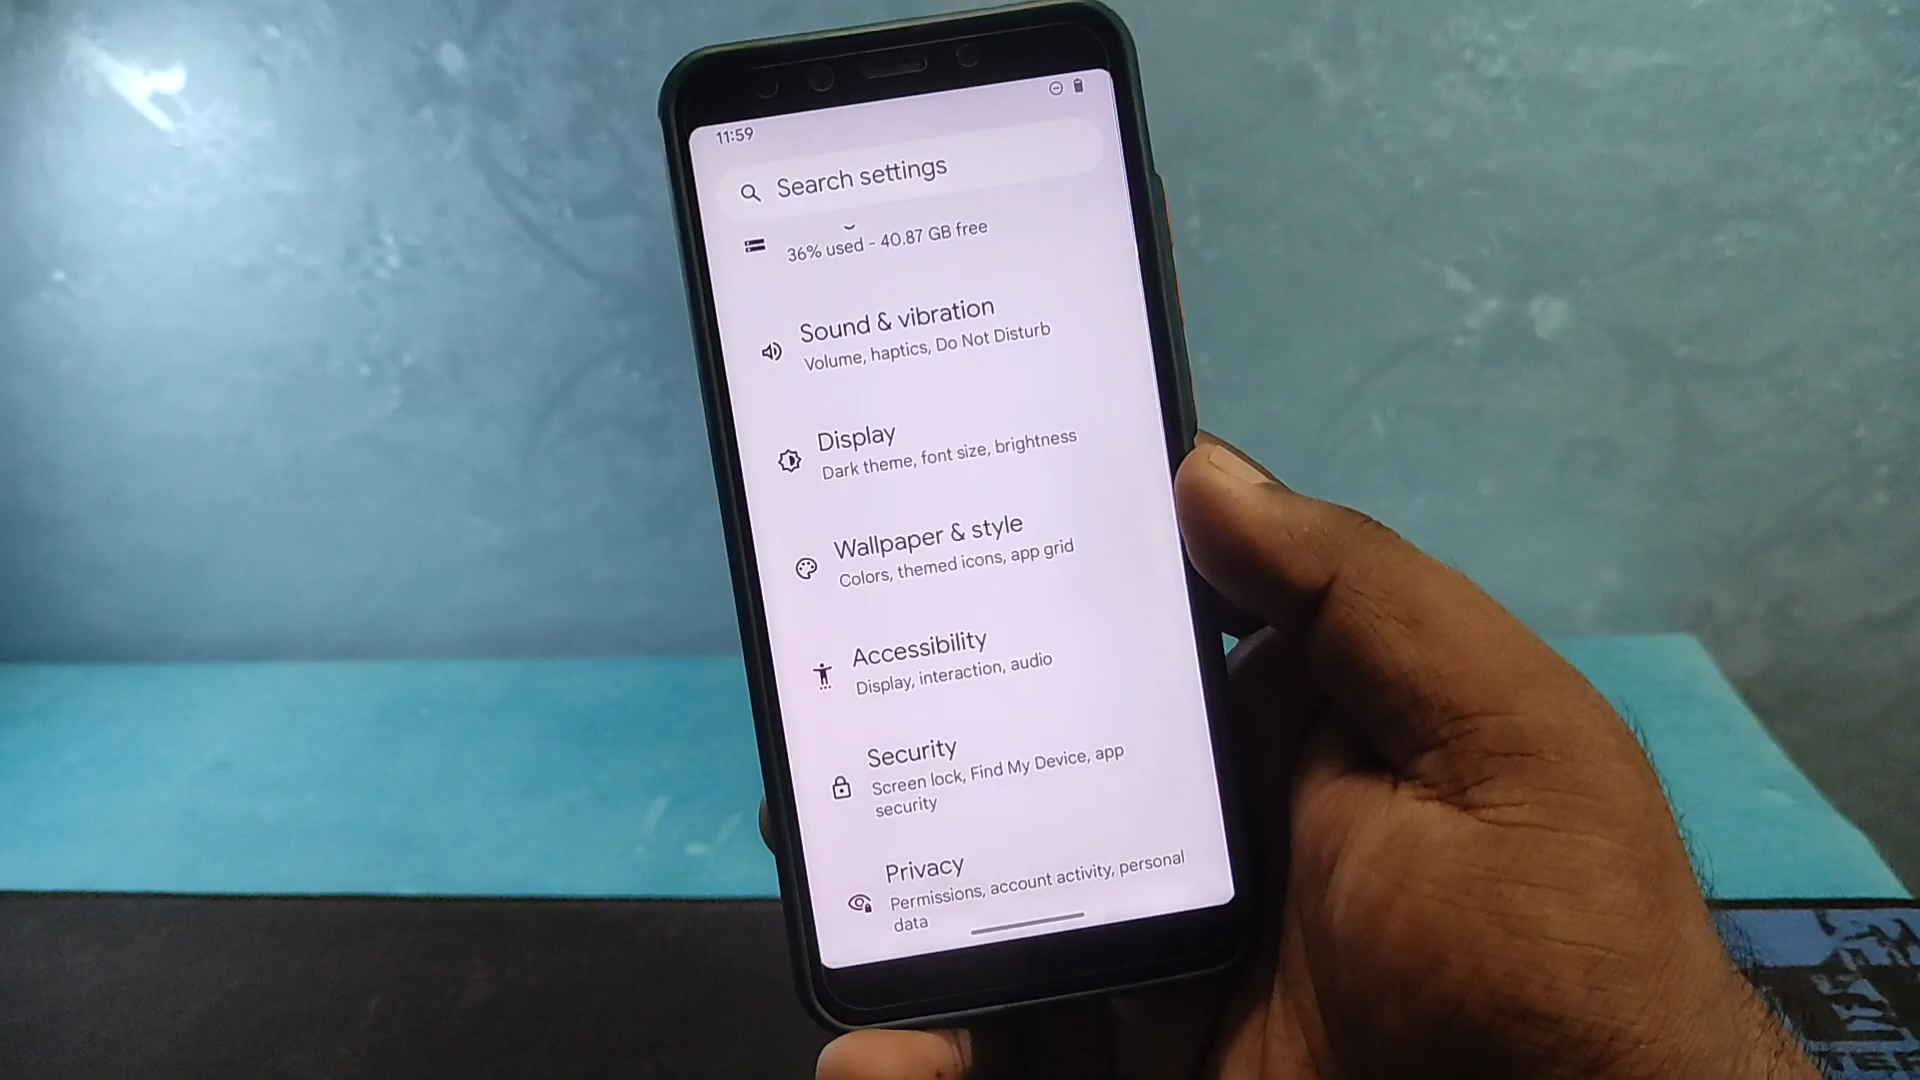 11:59
Search settings
36% used - 40.87 GB free
Sound & vibration
Volume, haptics, Do Not Disturb
Display
Dark theme, font size, brightness
Wallpaper & style
Colors, themed icons, app grid
Accessibility
Display, interaction, audio
Security
Screen lock, Find My Device, app
security
Privacy
Permissions, account activity, personal
data